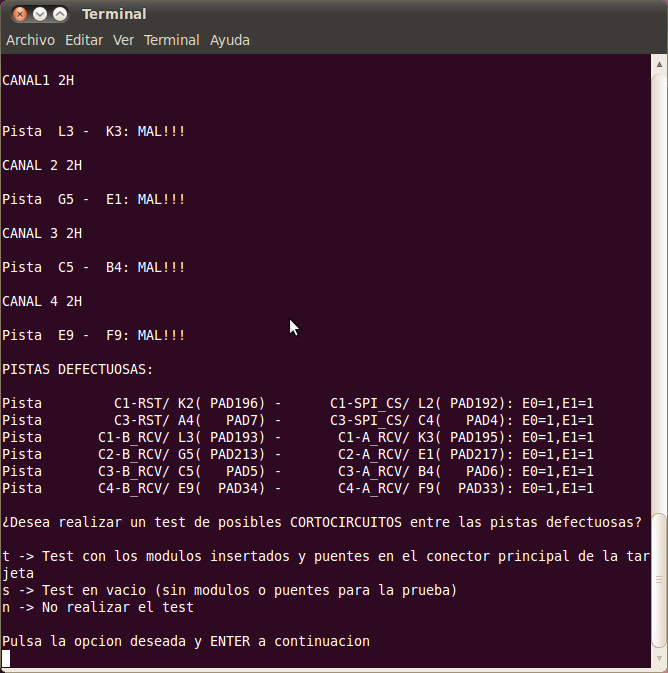 Terminal
Archivo Editar Ver Terminal Ayuda
CANAL1 2H
Pista  L3 -  K3: MAL!!!
CANAL 2 2H
Pista  G5 -  E1: MAL!!!
CANAL 3 2H
Pista  C5 -  B4: MAL!!!
CANAL 4 2H
Pista  E9 -  F9: MAL!!!
PISTAS DEFECTUOSAS:
Pista         C1-RST/ K2( PAD196) -      C1-SPI_CS/ L2( PAD192): E0=1,E1=1
Pista         C3-RST/ A4(   PAD7) -      C3-SPI_CS/ C4(   PAD4): E0=1,E1=1
Pista       C1-B_RCV/ L3( PAD193) -       C1-A_RCV/ K3( PAD195): E0=1,E1=1
Pista       C2-B_RCV/ G5( PAD213) -       C2-A_RCV/ E1( PAD217): E0=1,E1=1
Pista       C3-B_RCV/ C5(   PAD5) -       C3-A_RCV/ B4(   PAD6): E0=1,E1=1
Pista       C4-B_RCV/ E9(  PAD34) -       C4-A_RCV/ F9(  PAD33): E0=1,E1=1
¿Desea realizar un test de posibles CORTOCIRCUITOS entre las pistas defectuosas?
t -> Test con los modulos insertados y puentes en el conector principal de la tar
jeta
s -> Test en vacio (sin modulos o puentes para la prueba)
n -> No realizar el test
Pulsa la opcion deseada y ENTER a continuacion